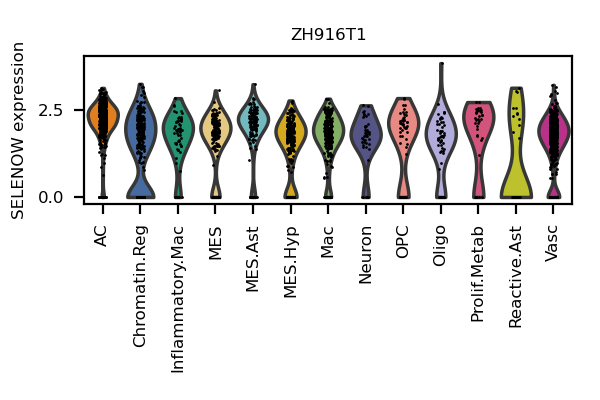 ZH916T1
SELENOW expression
2.5
0.0
AC
Chromatin.Reg
Inflammatory.Mac
MES
MES.Ast
MES.Hyp
Mac
Neuron
OPC
Oligo
Prolif.Metab
Reactive.Ast
Vasc